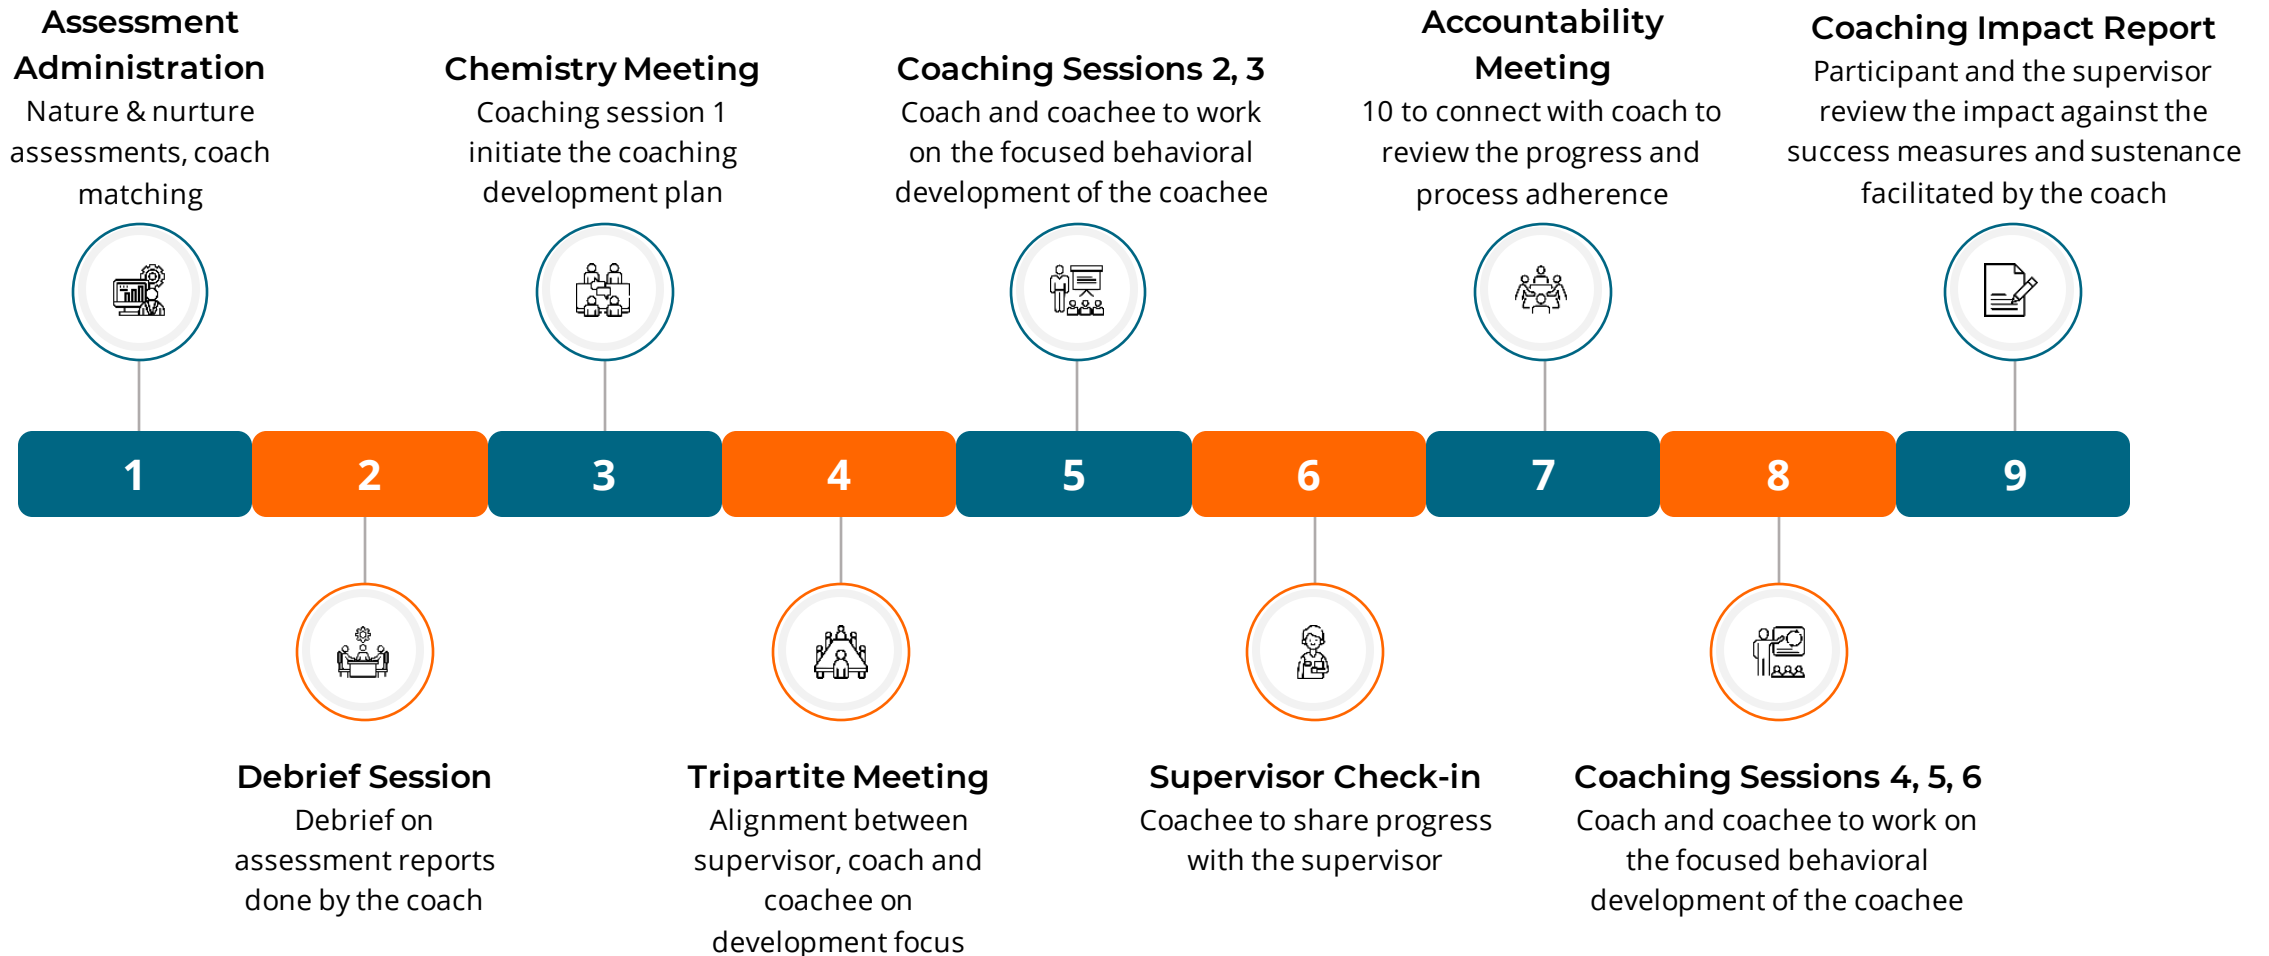 Assessment
Administration
Nature & nurture
assessments, coach
matching
Chemistry Meeting
Coaching session 1
initiate the coaching
development plan
Coaching Sessions 2, 3
Coach and coachee to work
on the focused behavioral
development of the coachee
Accountability
Meeting
10 to connect with coach to
review the progress and
process adherence
Coaching Impact Report
Participant and the supervisor
review the impact against the
success measures and sustenance
facilitated by the coach
1
2
3
4
5
6
7
8
9
Debrief Session
Debrief on
assessment reports
done by the coach
Tripartite Meeting
Alignment between
supervisor, coach and
coachee on
development focus
Supervisor Check-in
Coachee to share progress
with the supervisor
Coaching Sessions 4, 5, 6
Coach and coachee to work on
the focused behavioral
development of the coachee